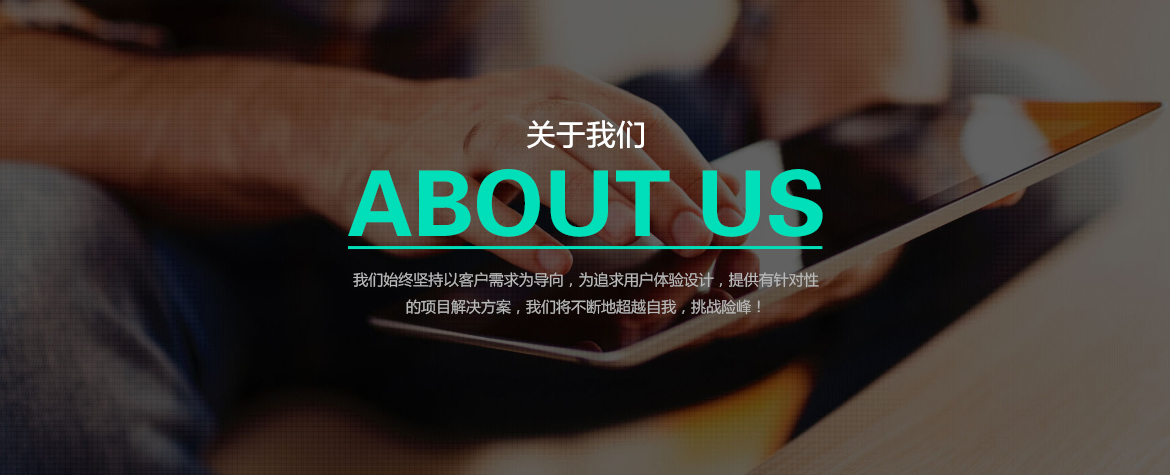 关于我们
ABOUT US
我们始终坚持以客户需求为导向，为追求用户体验设计，提供有针对性
的项目解决方案，我们将不断地超越自我，挑战险峰！